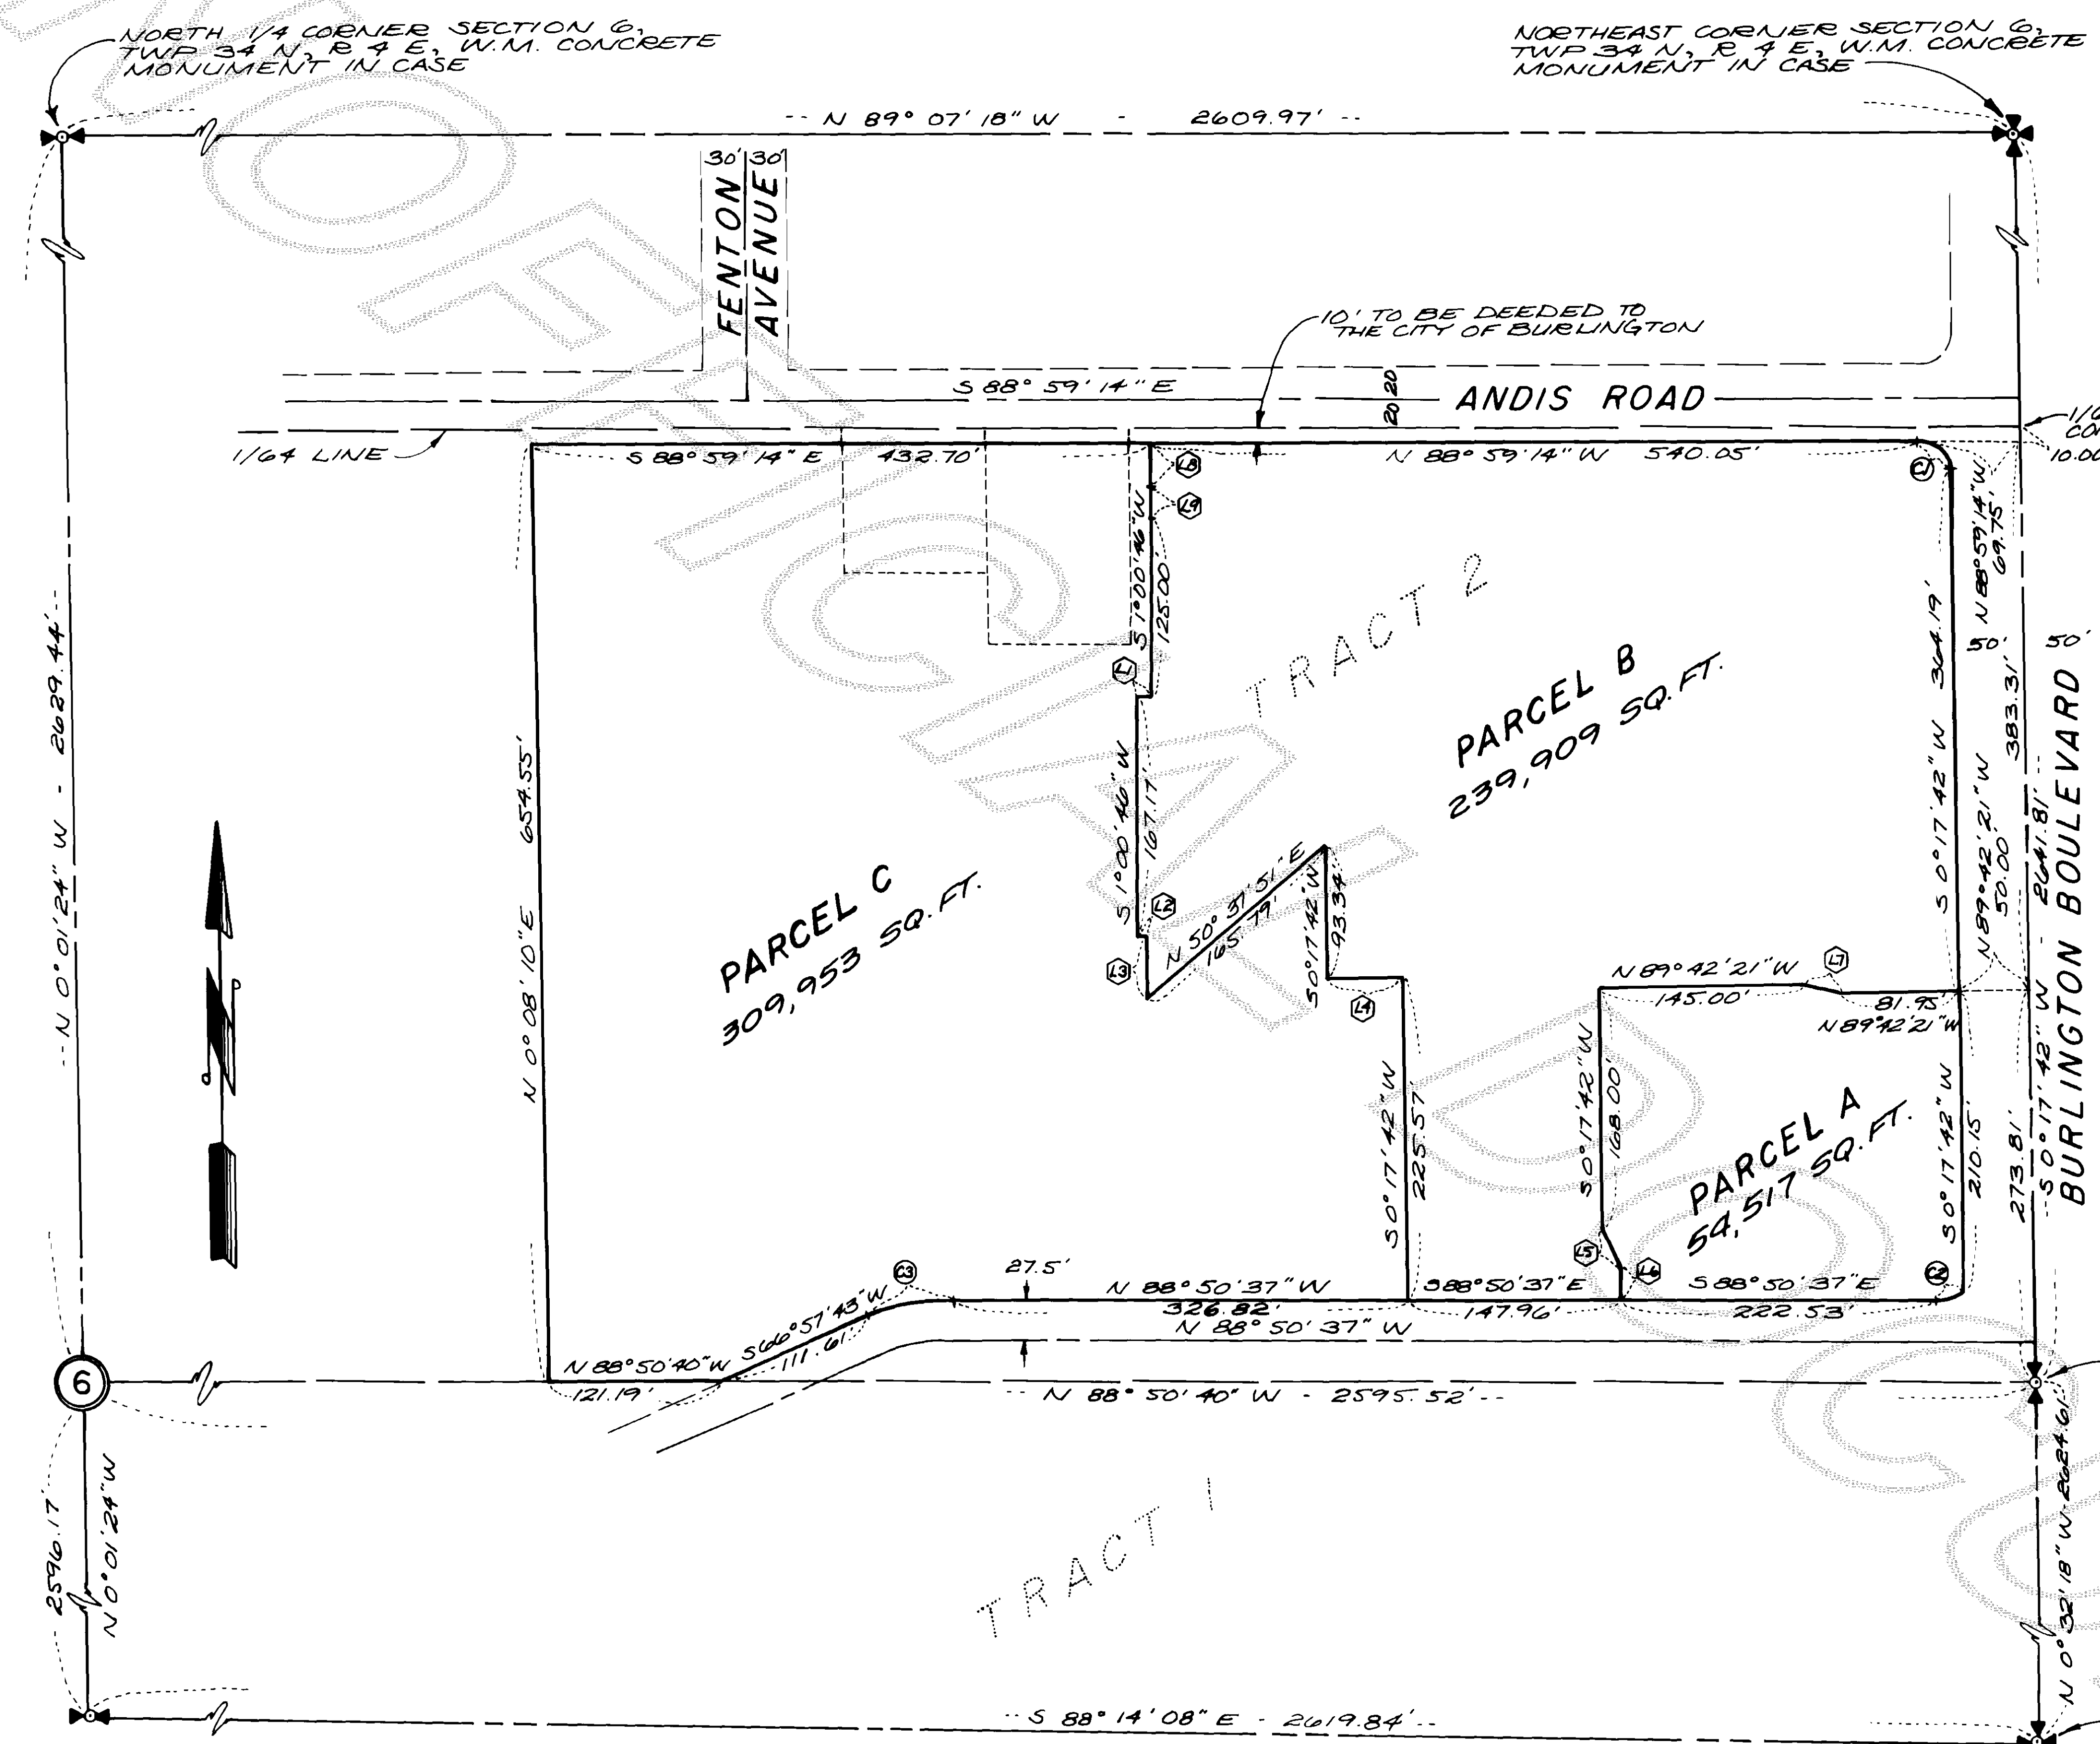 NORTH 1/4 CORNER SECTION 6,
TWP 34 N, R 4 E, W.M. CONCRETE
MONUMENT IN CASE
NORTHEAST CORNER SECTION 6,
TWP 34 N, R 4 E, W.M. CONCRETE
MONUMENT IN CASE
-- N 89° 07' 18" W - 2609.97' --
30' 30'
FENTON
AVENUE
10' TO BE DEEDED TO
THE CITY OF BURLINGTON
S 88° 59' 14" E
20 20
ANDIS ROAD
1/64 LINE
10.00
S 88° 59' 14" E 432.70'
N 88° 59' 14" W 540.05'
L8
L9
C1
S 1° 00' 46" W
125.00'
N 88° 59' 14" W
69.75'
L1
TRACT 2
PARCEL B
239,909 SQ. FT.
S 0° 17' 42" W 364.19'
50' 50'
383.31'
-- N 0° 01' 24" W - 2629.44' --
654.55'
N 0° 08' 10" E
S 1° 00' 46" W
167.17'
PARCEL C
309,953 SQ. FT.
L2
L3
N 50° 37' 51" E
165.79'
S 0° 17' 42" W
93.34'
L4
N 89° 42' 21" W
50.00'
N 89° 42' 21" W
145.00'
L7
81.95'
N 89° 42' 21" W
-- S 0° 17' 42" W - 2641.81' --
BURLINGTON BOULEVARD
S 0° 17' 42" W
225.57'
S 0° 17' 42" W
168.00'
PARCEL A
54,517 SQ. FT.
S 0° 17' 42" W
210.15'
273.81'
L5
L6
C2
C3
27.5'
N 88° 50' 37" W
326.82'
S 88° 50' 37" E
147.96'
S 88° 50' 37" E
222.53'
N 88° 50' 37" W
S 66° 57' 43" W
111.61'
N 88° 50' 40" W
121.19'
6
-- N 88° 50' 40" W - 2595.52' --
2596.17'
N 0° 01' 24" W
TRACT 1
N 0° 32' 18" W - 2624.61'
-- S 88° 14' 08" E - 2619.84' --